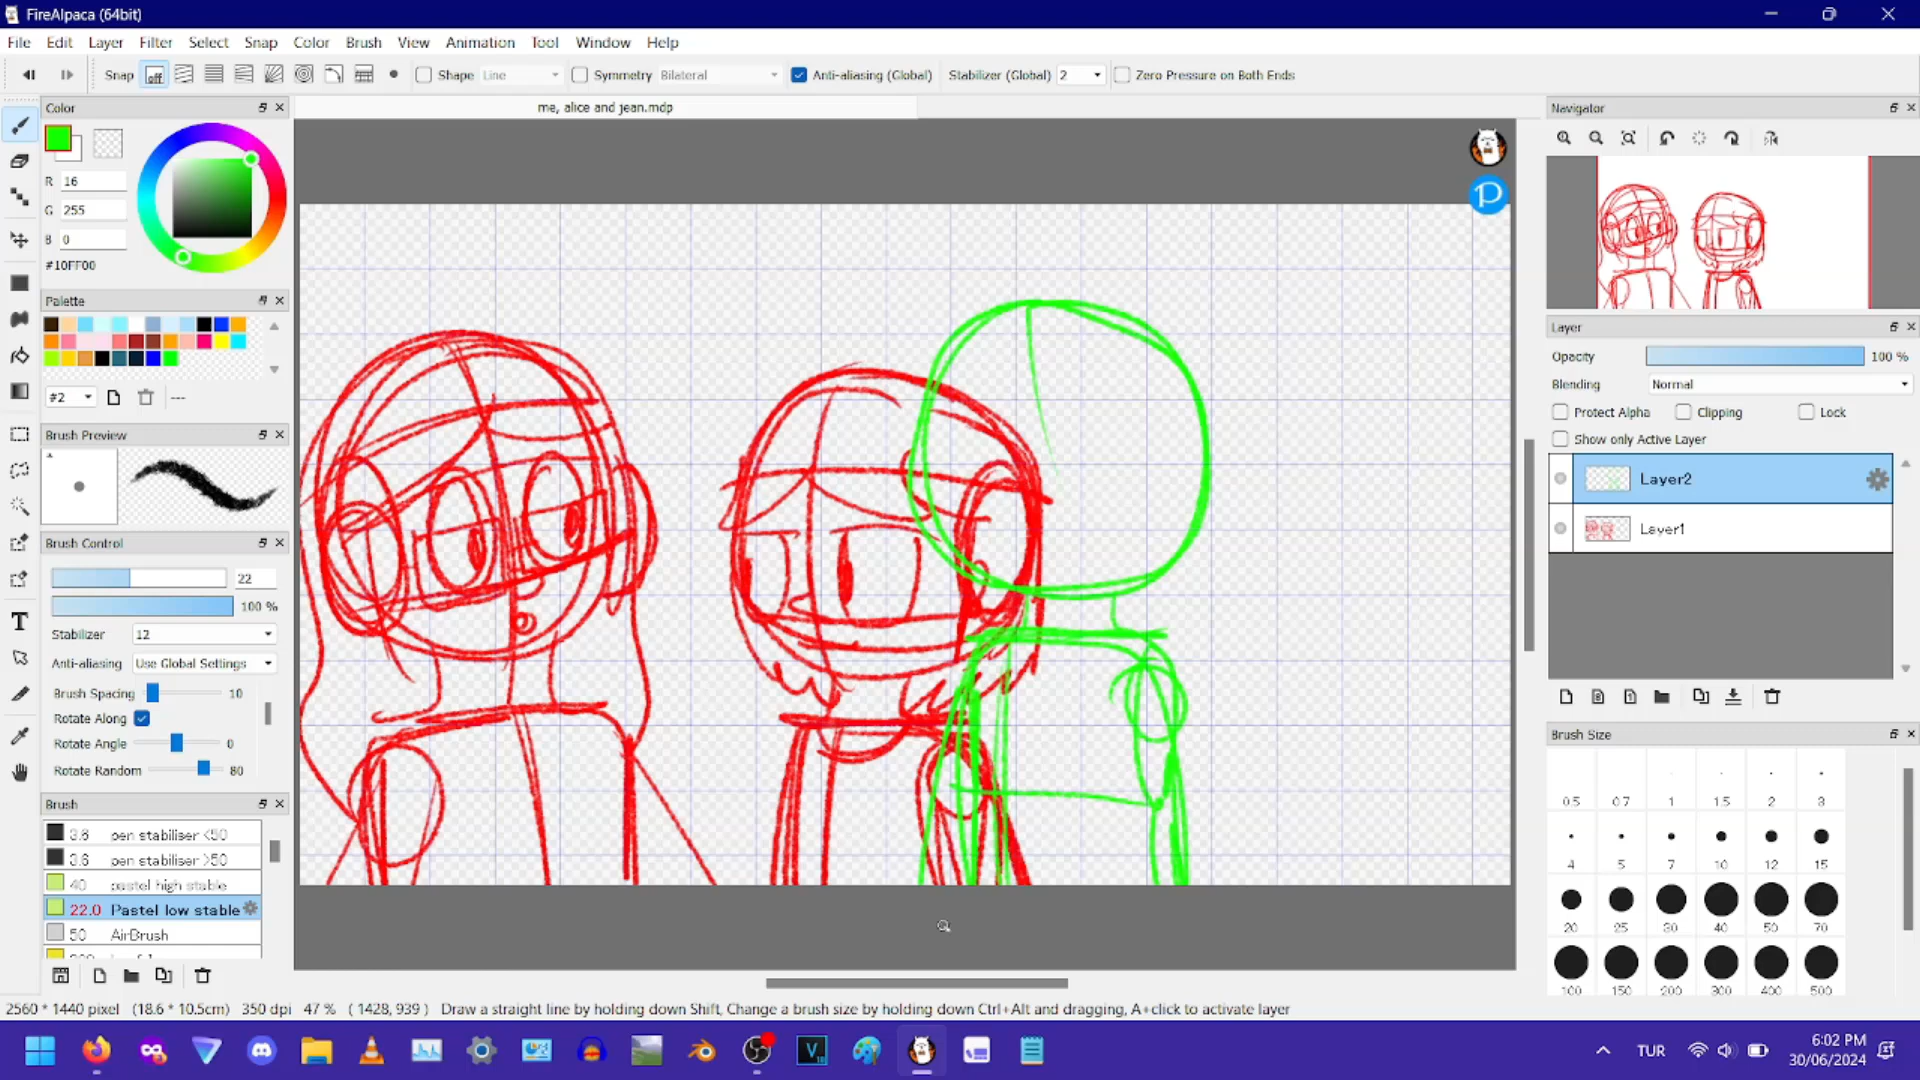 FireAlpaca (64bit)
File Edit Layer Filter Select Snap Color Brush View Animation Tool Window Help
Snap off Shape Line Symmetry Bilateral Anti-aliasing (Global) Stabilizer (Global) 2 Zero Pressure on Both Ends
Color
me, alice and jean.mdp
R 16
G 255
B 0
#10FF00
Palette
#2 ---
Brush Preview
Brush Control
22
100 %
Stabilizer 12
Anti-aliasing Use Global Settings
Brush Spacing 10
Rotate Along
Rotate Angle 0
Rotate Random 80
Brush
3.6 pen stabiliser <50
3.6 pen stabiliser >50
40 pastel high stable
22.0 Pastel low stable
50 AirBrush
Navigator
Layer
Opacity 100 %
Blending Normal
Protect Alpha Clipping Lock
Show only Active Layer
Layer2
Layer1
Brush Size
0.5 0.7 1 1.5 2 3
4 5 7 10 12 15
20 25 30 40 50 70
100 150 200 300 400 500
2560 * 1440 pixel (18.6 * 10.5cm) 350 dpi 47 % ( 1428, 939 ) Draw a straight line by holding down Shift, Change a brush size by holding down Ctrl+Alt and dragging, A+click to activate layer
TUR
6:02 PM
30/06/2024